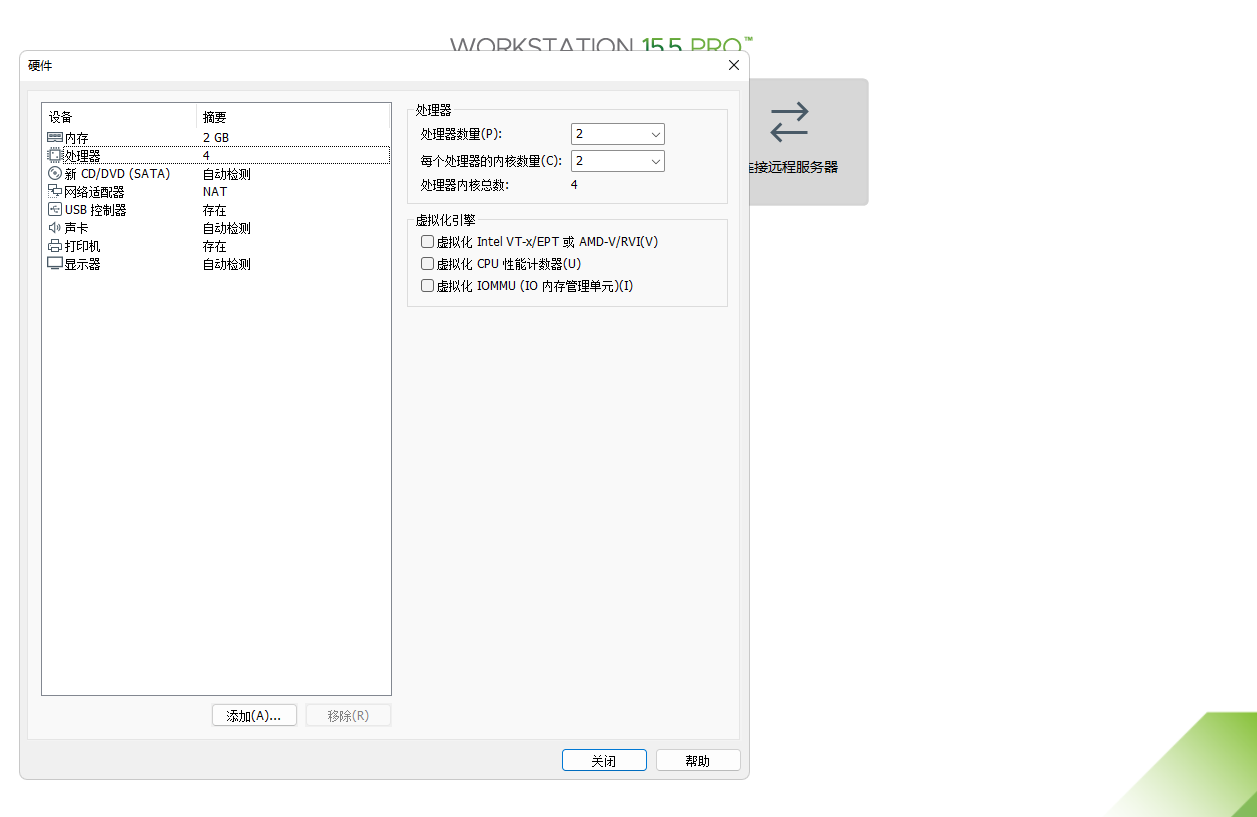 WORKSTATION 15.5 PRO™
硬件
设备 摘要
内存 2 GB
处理器 4
新 CD/DVD (SATA) 自动检测
网络适配器 NAT
USB 控制器 存在
声卡 自动检测
打印机 存在
显示器 自动检测
添加(A)... 移除(R)
处理器
处理器数量(P): 2
每个处理器的内核数量(C): 2
处理器内核总数: 4
虚拟化引擎
虚拟化 Intel VT-x/EPT 或 AMD-V/RVI(V)
虚拟化 CPU 性能计数器(U)
虚拟化 IOMMU (IO 内存管理单元)(I)
关闭 帮助
连接远程服务器